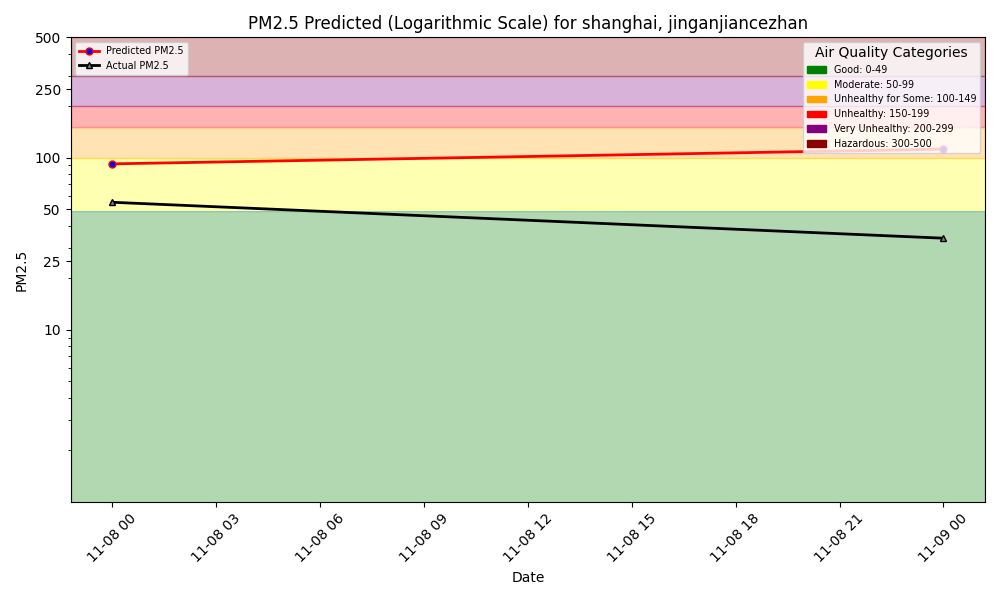 PM2.5 Predicted (Logarithmic Scale) for shanghai, jinganjiancezhan
Predicted PM2.5
Actual PM2.5
Air Quality Categories
Good: 0-49
Moderate: 50-99
Unhealthy for Some: 100-149
Unhealthy: 150-199
Very Unhealthy: 200-299
Hazardous: 300-500
500
250
100
50
25
10
PM2.5
11-08 00
11-08 03
11-08 06
11-08 09
11-08 12
11-08 15
11-08 18
11-08 21
11-09 00
Date